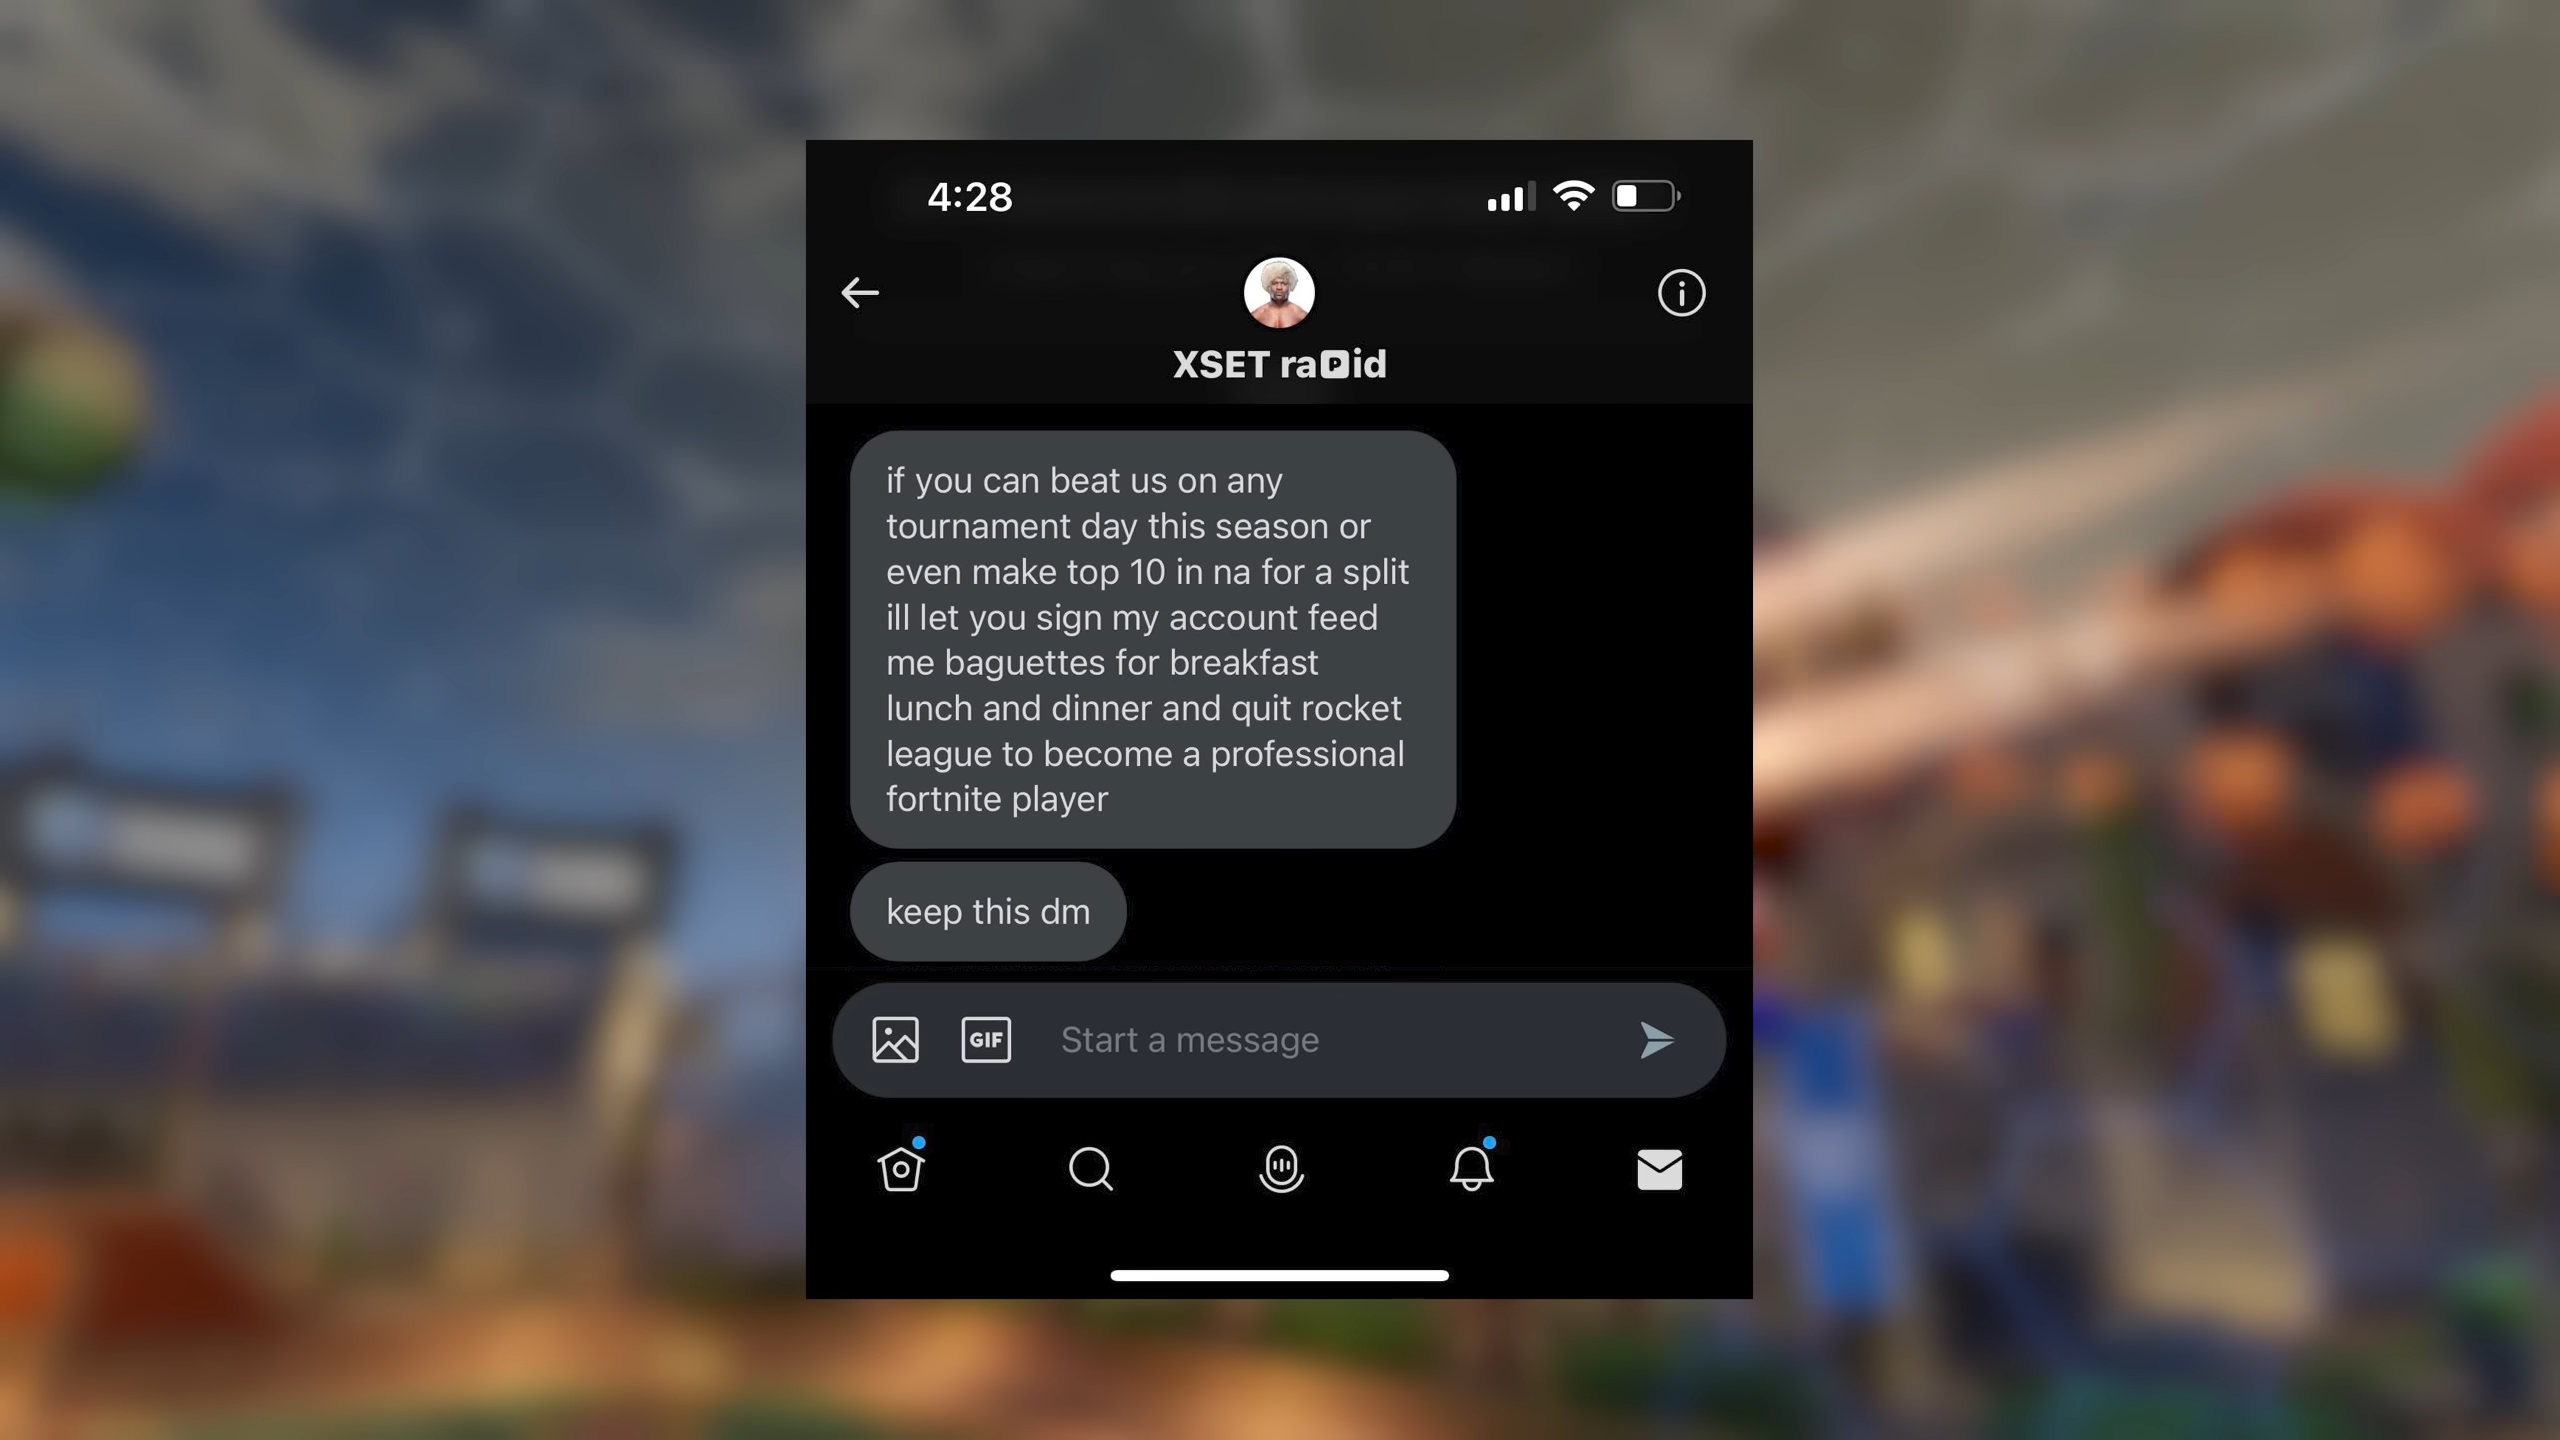 4:28
XSET ra🅿id
if you can beat us on any
tournament day this season or
even make top 10 in na for a split
ill let you sign my account feed
me baguettes for breakfast
lunch and dinner and quit rocket
league to become a professional
fortnite player
keep this dm
GIF
Start a message